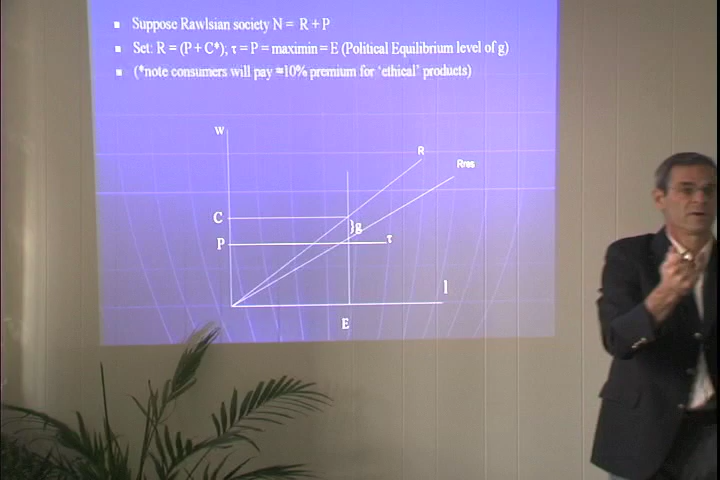 Suppose Rawlsian society N = R + P
Set: R = (P + C*); τ = P = maximin = E (Political Equilibrium level of g)
(*note consumers will pay ≈10% premium for 'ethical' products)
w
R
Rres
C
}g
P
τ
l
E